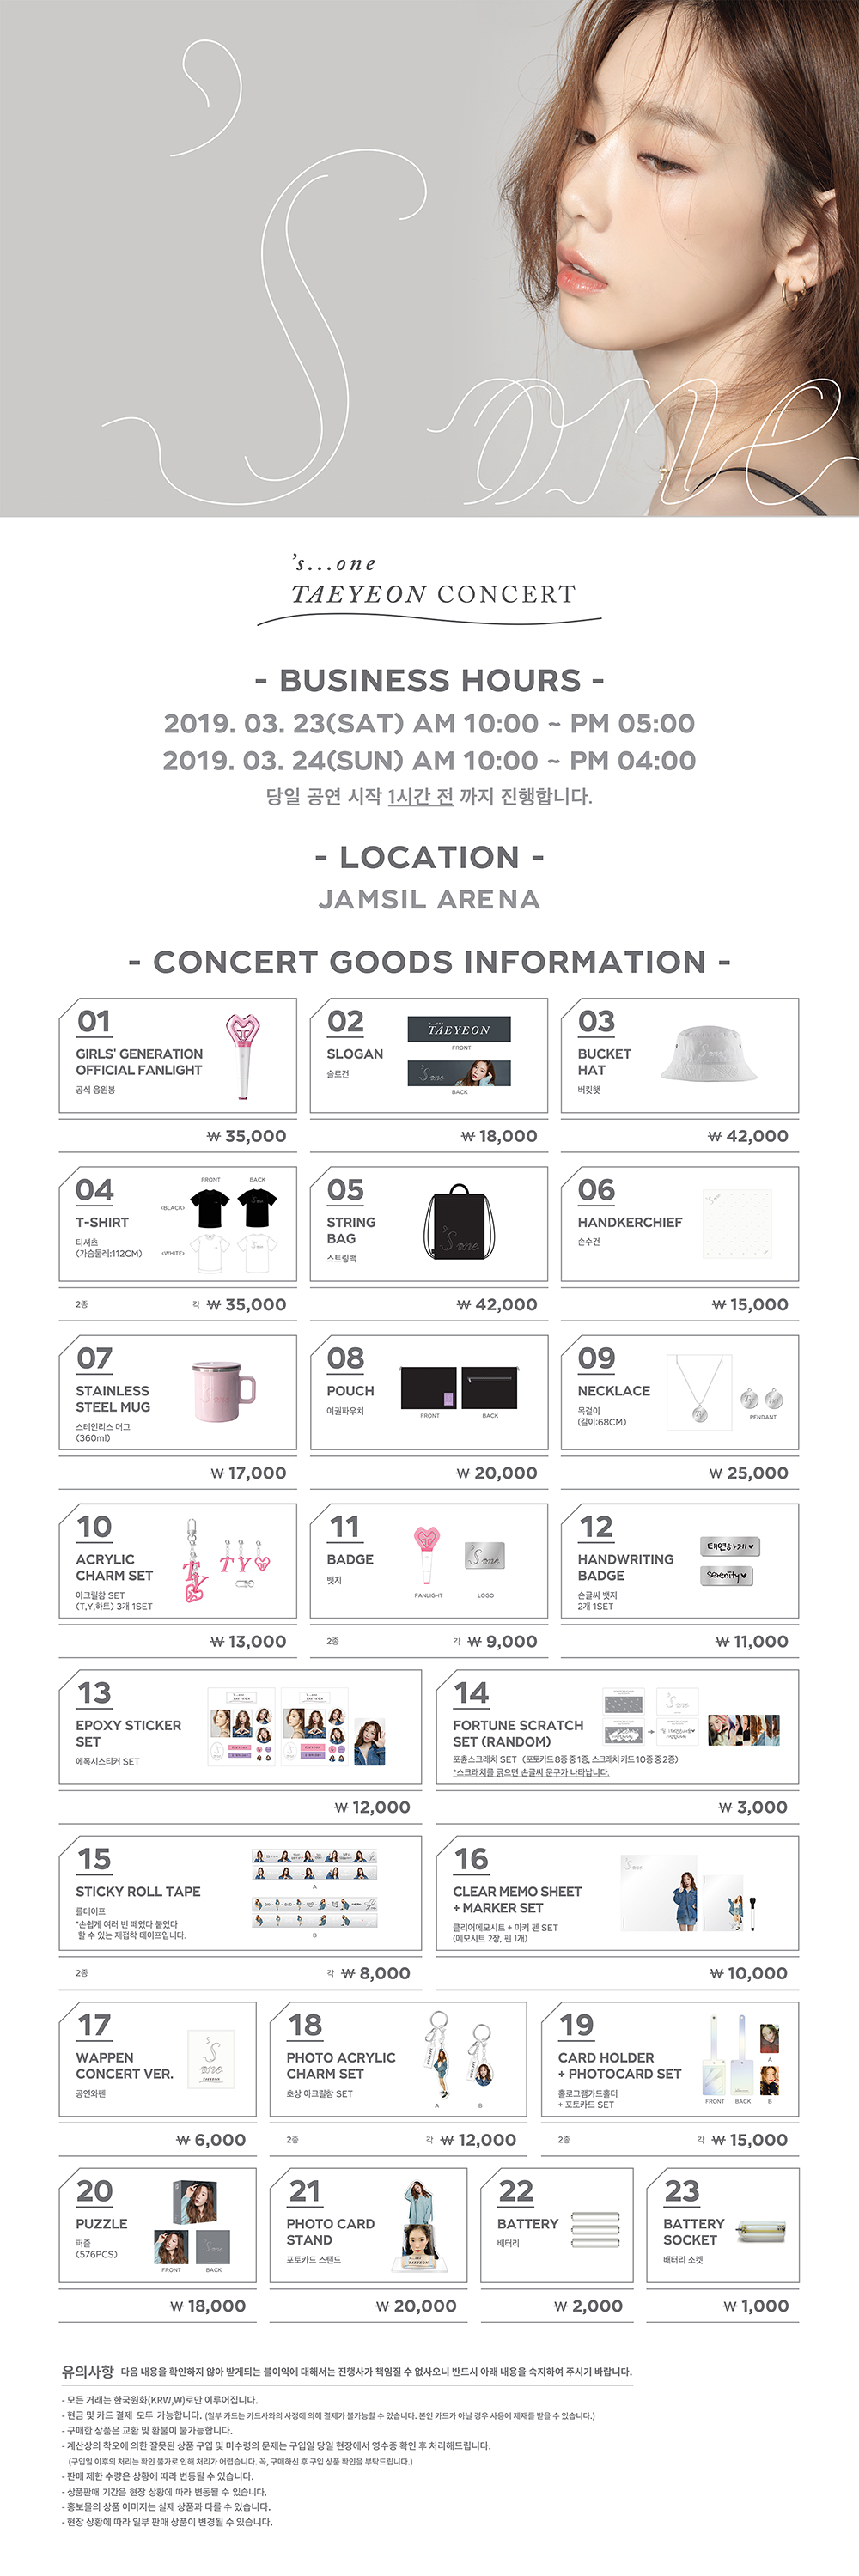 's one
's...one
TAEYEON CONCERT
- BUSINESS HOURS -
2019. 03. 23(SAT) AM 10:00 ~ PM 05:00
2019. 03. 24(SUN) AM 10:00 ~ PM 04:00
당일 공연 시작 1시간 전 까지 진행합니다.
- LOCATION -
JAMSIL ARENA
- CONCERT GOODS INFORMATION -
01
GIRLS' GENERATION
OFFICIAL FANLIGHT
공식 응원봉
₩ 35,000
02
SLOGAN
슬로건
's...one
TAEYEON
FRONT
's one
BACK
₩ 18,000
03
BUCKET
HAT
버킷햇
's one
₩ 42,000
04
T-SHIRT
티셔츠
(가슴둘레:112CM)
FRONT
BACK
<BLACK>
<WHITE>
2종
각 ₩ 35,000
05
STRING
BAG
스트링백
's one
₩ 42,000
06
HANDKERCHIEF
손수건
₩ 15,000
07
STAINLESS
STEEL MUG
스테인리스 머그
(360ml)
's one
₩ 17,000
08
POUCH
여권파우치
FRONT
BACK
₩ 20,000
09
NECKLACE
목걸이
(길이:68CM)
PENDANT
₩ 25,000
10
ACRYLIC
CHARM SET
아크릴참 SET
(T,Y,하트) 3개 1SET
TY
T Y
₩ 13,000
11
BADGE
뱃지
FANLIGHT
's one
LOGO
2종
각 ₩ 9,000
12
HANDWRITING
BADGE
손글씨 뱃지
2개 1SET
태연하게♥
Serenity♥
₩ 11,000
13
EPOXY STICKER
SET
에폭시스티커 SET
₩ 12,000
14
FORTUNE SCRATCH
SET (RANDOM)
포츈스크래치 SET (포토카드 8종 중 1종, 스크래치 카드 10종 중 2종)
*스크래치를 긁으면 손글씨 문구가 나타납니다.
₩ 3,000
15
STICKY ROLL TAPE
롤테이프
*손쉽게 여러 번 떼었다 붙였다
할 수 있는 재접착 테이프입니다.
A
B
2종
각 ₩ 8,000
16
CLEAR MEMO SHEET
+ MARKER SET
클리어메모시트 + 마커 펜 SET
(메모시트 2장, 펜 1개)
₩ 10,000
17
WAPPEN
CONCERT VER.
공연와펜
's one
TAEYEON
₩ 6,000
18
PHOTO ACRYLIC
CHARM SET
초상 아크릴참 SET
A
B
2종
각 ₩ 12,000
19
CARD HOLDER
+ PHOTOCARD SET
홀로그램카드홀더
+ 포토카드 SET
FRONT
BACK
A
B
2종
각 ₩ 15,000
20
PUZZLE
퍼즐
(576PCS)
FRONT
BACK
₩ 18,000
21
PHOTO CARD
STAND
포토카드 스탠드
TAEYEON
₩ 20,000
22
BATTERY
배터리
₩ 2,000
23
BATTERY
SOCKET
배터리 소켓
₩ 1,000
유의사항 다음 내용을 확인하지 않아 받게되는 불이익에 대해서는 진행사가 책임질 수 없사오니 반드시 아래 내용을 숙지하여 주시기 바랍니다.
- 모든 거래는 한국원화(KRW,W)로만 이루어집니다.
- 현금 및 카드 결제 모두 가능합니다. (일부 카드는 카드사와의 사정에 의해 결제가 불가능할 수 있습니다. 본인 카드가 아닐 경우 사용에 제재를 받을 수 있습니다.)
- 구매한 상품은 교환 및 환불이 불가능합니다.
- 계산상의 착오에 의한 잘못된 상품 구입 및 미수령의 문제는 구입일 당일 현장에서 영수증 확인 후 처리해드립니다.
(구입일 이후의 처리는 확인 불가로 인해 처리가 어렵습니다. 꼭, 구매하신 후 구입 상품 확인을 부탁드립니다.)
- 판매 제한 수량은 상황에 따라 변동될 수 있습니다.
- 상품판매 기간은 현장 상황에 따라 변동될 수 있습니다.
- 홍보물의 상품 이미지는 실제 상품과 다를 수 있습니다.
- 현장 상황에 따라 일부 판매 상품이 변경될 수 있습니다.